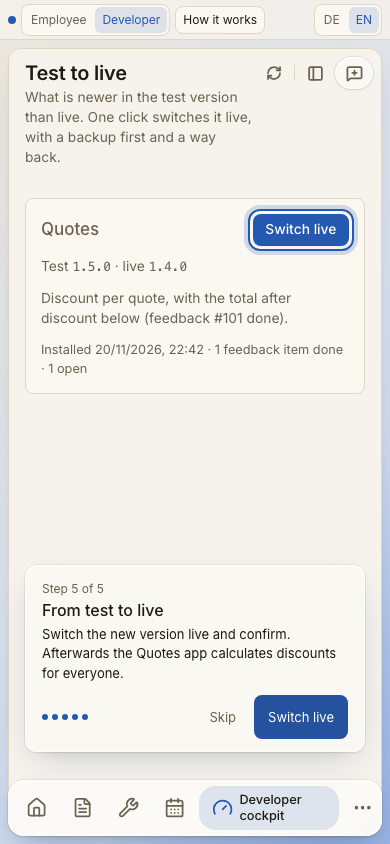 Employee Developer How it works DE EN
Test to live
What is newer in the test version
than live. One click switches it live,
with a backup first and a way
back.
Quotes Switch live
Test 1.5.0 · live 1.4.0
Discount per quote, with the total after
discount below (feedback #101 done).
Installed 20/11/2026, 22:42 · 1 feedback item done
· 1 open
Step 5 of 5
From test to live
Switch the new version live and confirm.
Afterwards the Quotes app calculates discounts
for everyone.
Skip Switch live
Developer
cockpit